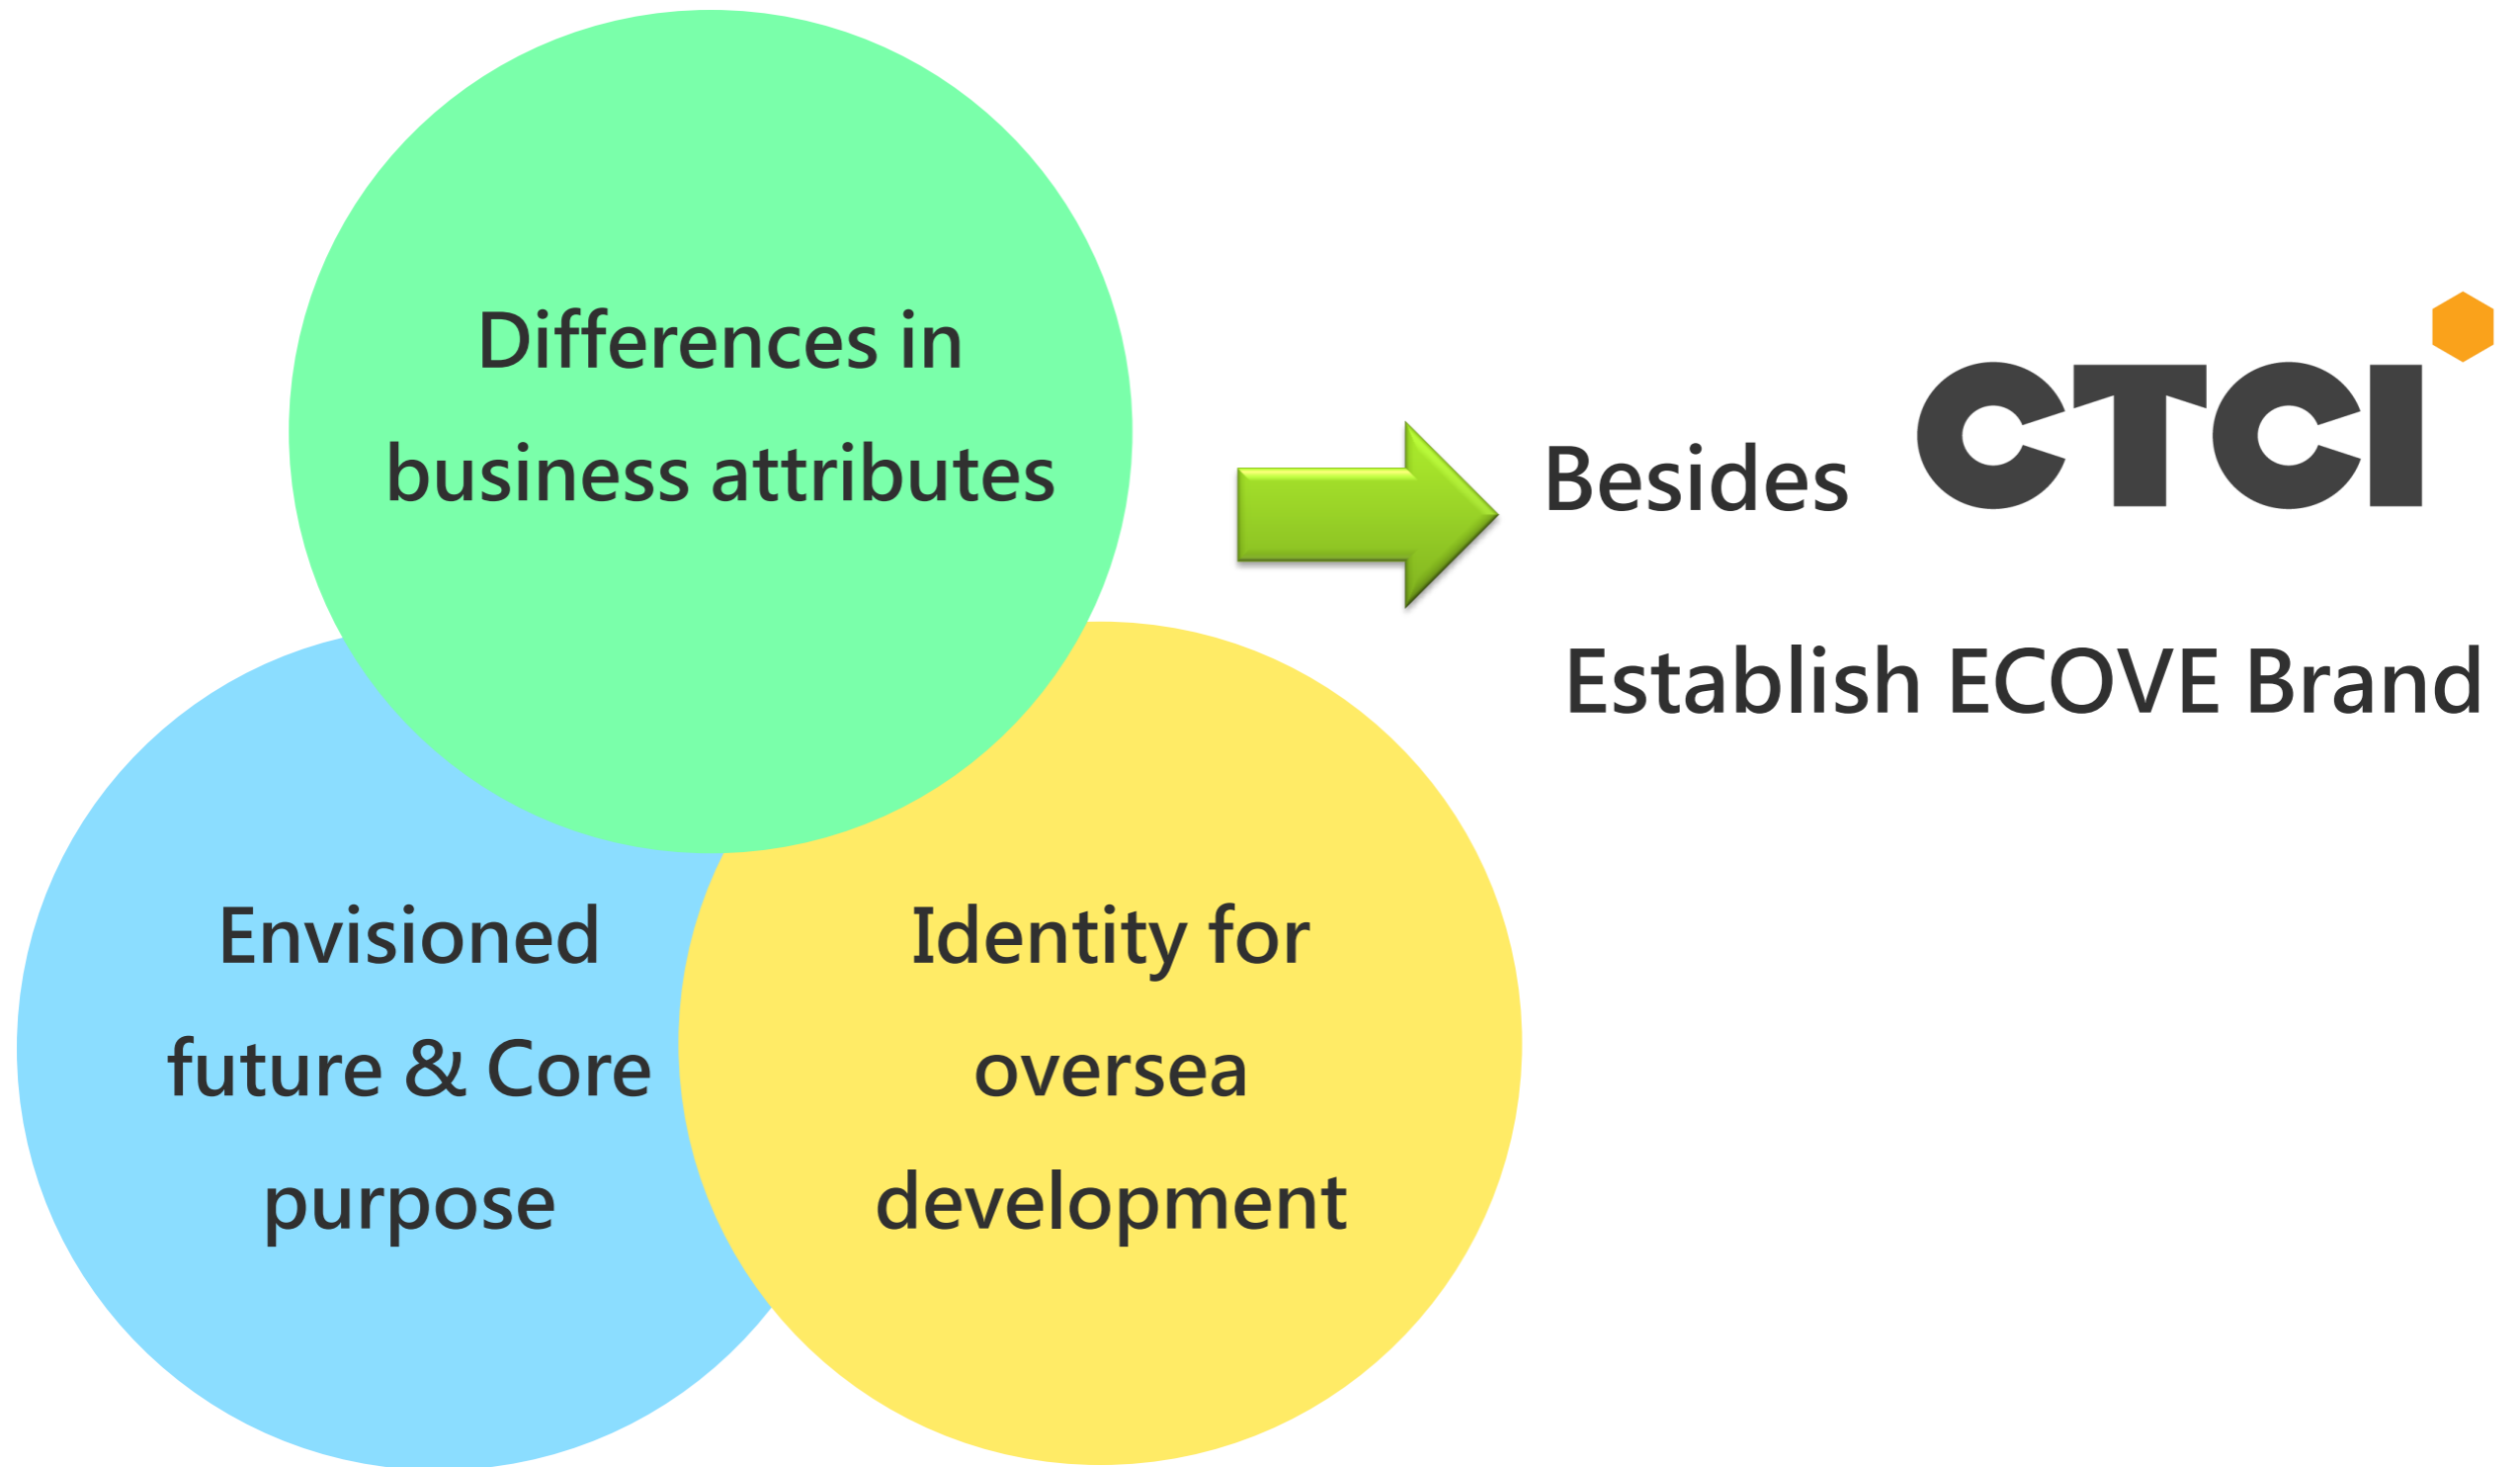 Differences in
business attributes
Besides CTCI
Establish ECOVE Brand
Envisioned
future & Core
purpose
Identity for
oversea
development